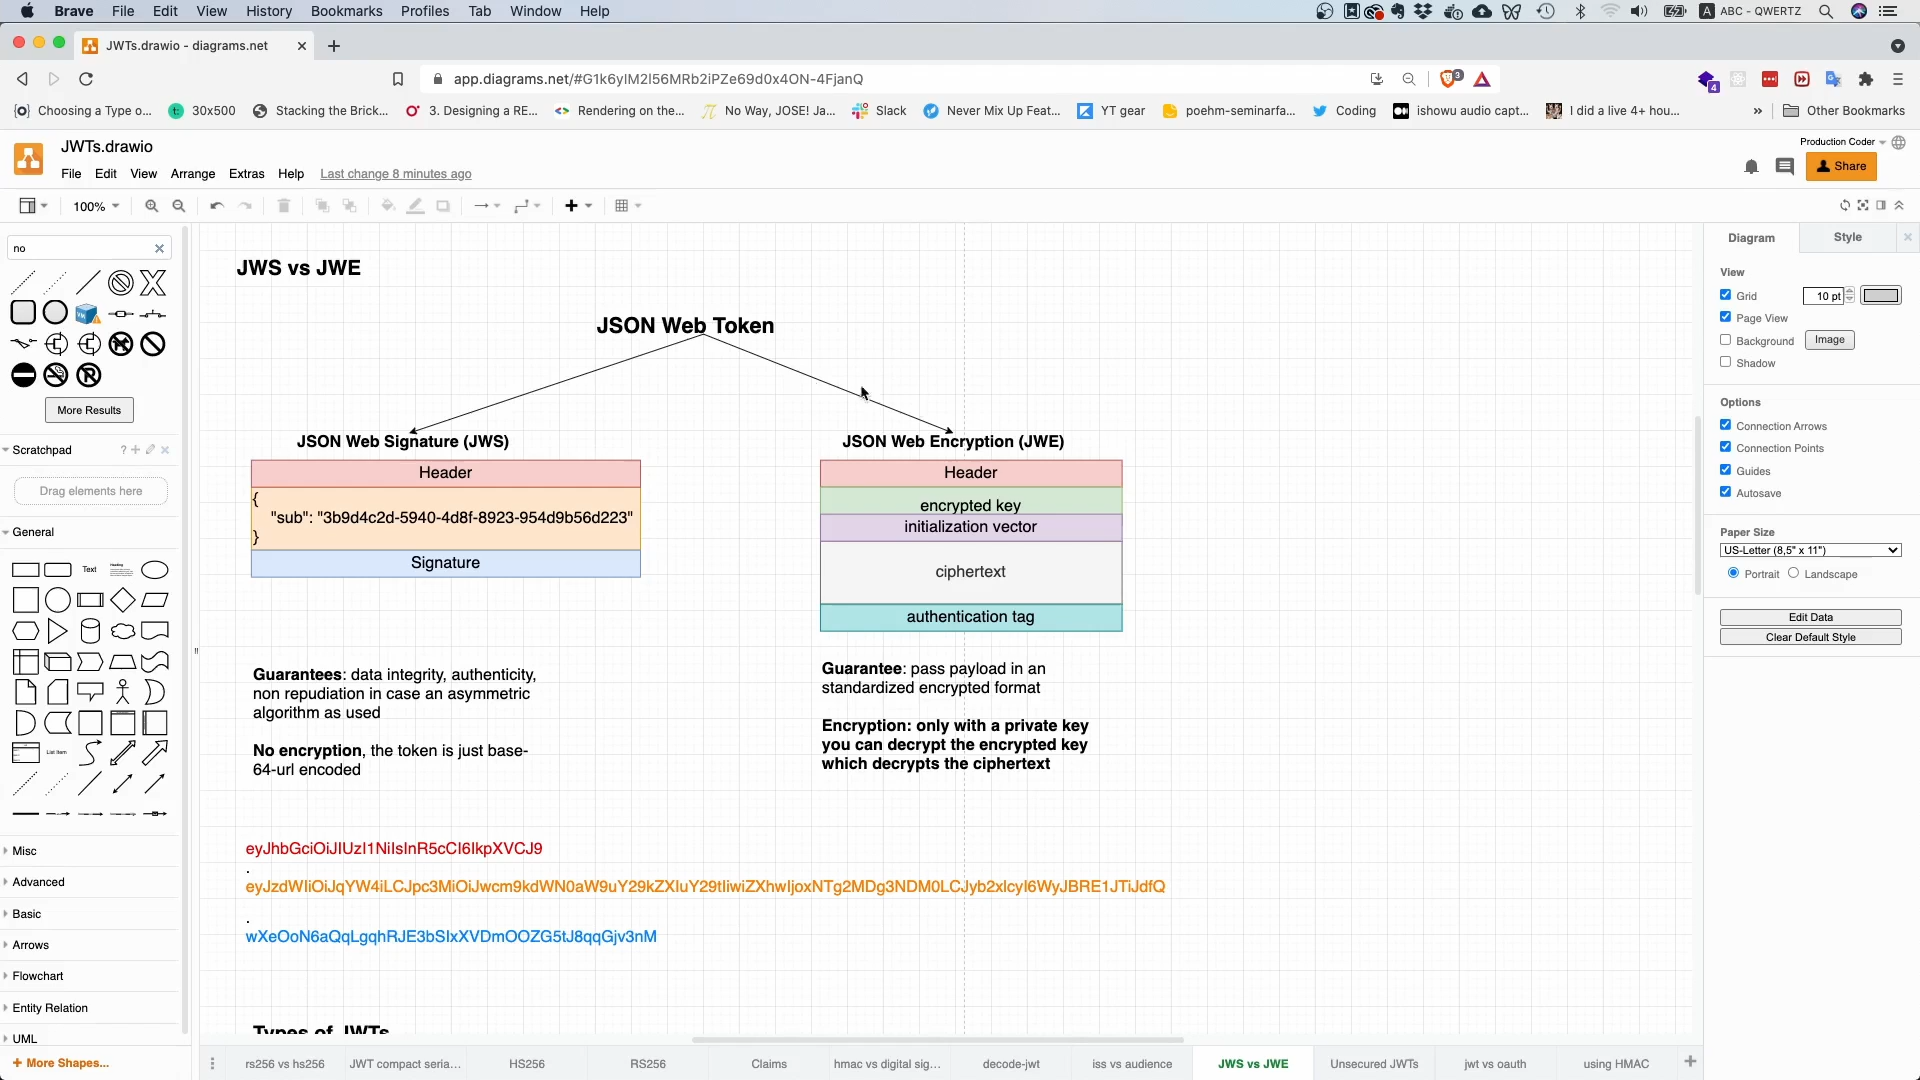 Brave File Edit View History Bookmarks Profiles Tab Window Help
ABC - QWERTZ
JWTs.drawio - diagrams.net
app.diagrams.net/#G1k6ylM2l56MRb2iPZe69d0x4ON-4FjanQ
3
4
Choosing a Type o... 30x500 Stacking the Brick... 3. Designing a RE... Rendering on the... No Way, JOSE! Ja... Slack Never Mix Up Feat... YT gear poehm-seminarfa... Coding ishowu audio capt... I did a live 4+ hou... » Other Bookmarks
JWTs.drawio
Production Coder
File Edit View Arrange Extras Help Last change 8 minutes ago
Share
100%
no
More Results
Scratchpad
Drag elements here
General
Text
Heading
List Item
Misc
Advanced
Basic
Arrows
Flowchart
Entity Relation
UML
+ More Shapes...
JWS vs JWE
JSON Web Token
JSON Web Signature (JWS)
Header
{
"sub": "3b9d4c2d-5940-4d8f-8923-954d9b56d223"
}
Signature
Guarantees: data integrity, authenticity,
non repudiation in case an asymmetric
algorithm as used
No encryption, the token is just base-
64-url encoded
JSON Web Encryption (JWE)
Header
encrypted key
initialization vector
ciphertext
authentication tag
Guarantee: pass payload in an
standardized encrypted format
Encryption: only with a private key
you can decrypt the encrypted key
which decrypts the ciphertext
eyJhbGciOiJIUzI1NiIsInR5cCI6IkpXVCJ9
.
eyJzdWIiOiJqYW4iLCJpc3MiOiJwcm9kdWN0aW9uY29kZXIuY29tIiwiZXhwIjoxNTg2MDg3NDM0LCJyb2xlcyI6WyJBRE1JTiJdfQ
.
wXeOoN6aQqLgqhRJE3bSIxXVDmOOZG5tJ8qqGjv3nM
Types of JWTs
Diagram Style
View
Grid 10 pt
Page View
Background Image
Shadow
Options
Connection Arrows
Connection Points
Guides
Autosave
Paper Size
US-Letter (8,5" x 11")
Portrait Landscape
Edit Data
Clear Default Style
rs256 vs hs256 JWT compact seria... HS256 RS256 Claims hmac vs digital sig... decode-jwt iss vs audience JWS vs JWE Unsecured JWTs jwt vs oauth using HMAC